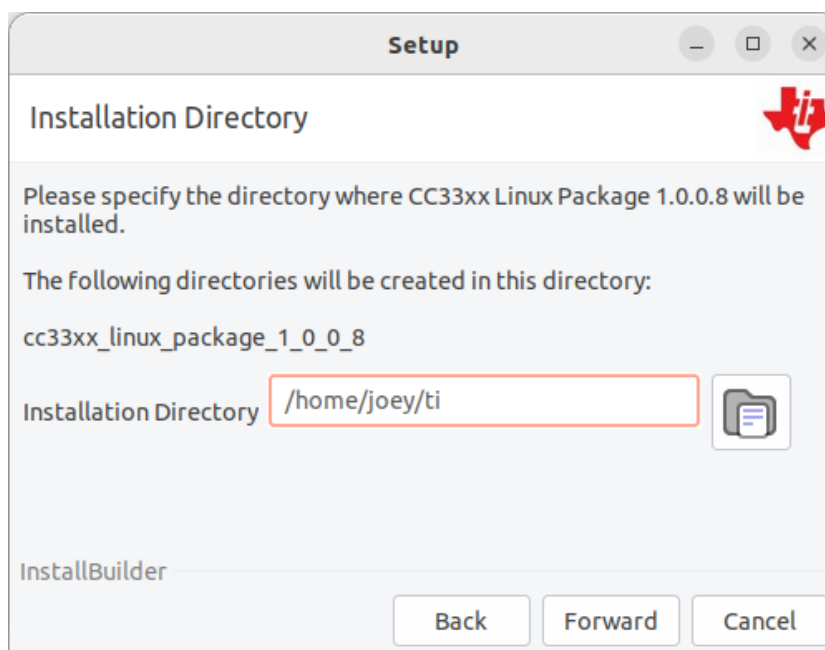 Setup
Installation Directory
Please specify the directory where CC33xx Linux Package 1.0.0.8 will be
installed.
The following directories will be created in this directory:
cc33xx_linux_package_1_0_0_8
Installation Directory /home/joey/ti
InstallBuilder
Back Forward Cancel